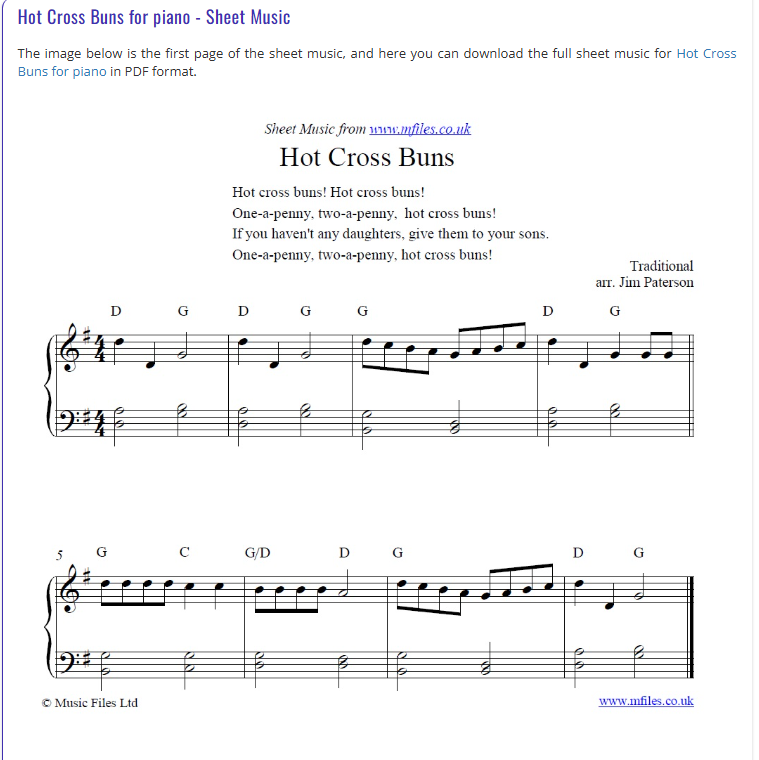 Hot Cross Buns for piano - Sheet Music
The image below is the first page of the sheet music, and here you can download the full sheet music for Hot Cross
Buns for piano in PDF format.
Sheet Music from www.mfiles.co.uk
Hot Cross Buns
Hot cross buns! Hot cross buns!
One-a-penny, two-a-penny, hot cross buns!
If you haven't any daughters, give them to your sons.
One-a-penny, two-a-penny, hot cross buns!
Traditional
arr. Jim Paterson
D G D G G D G
4 4
4 4
5 G C G/D D G D G
© Music Files Ltd www.mfiles.co.uk